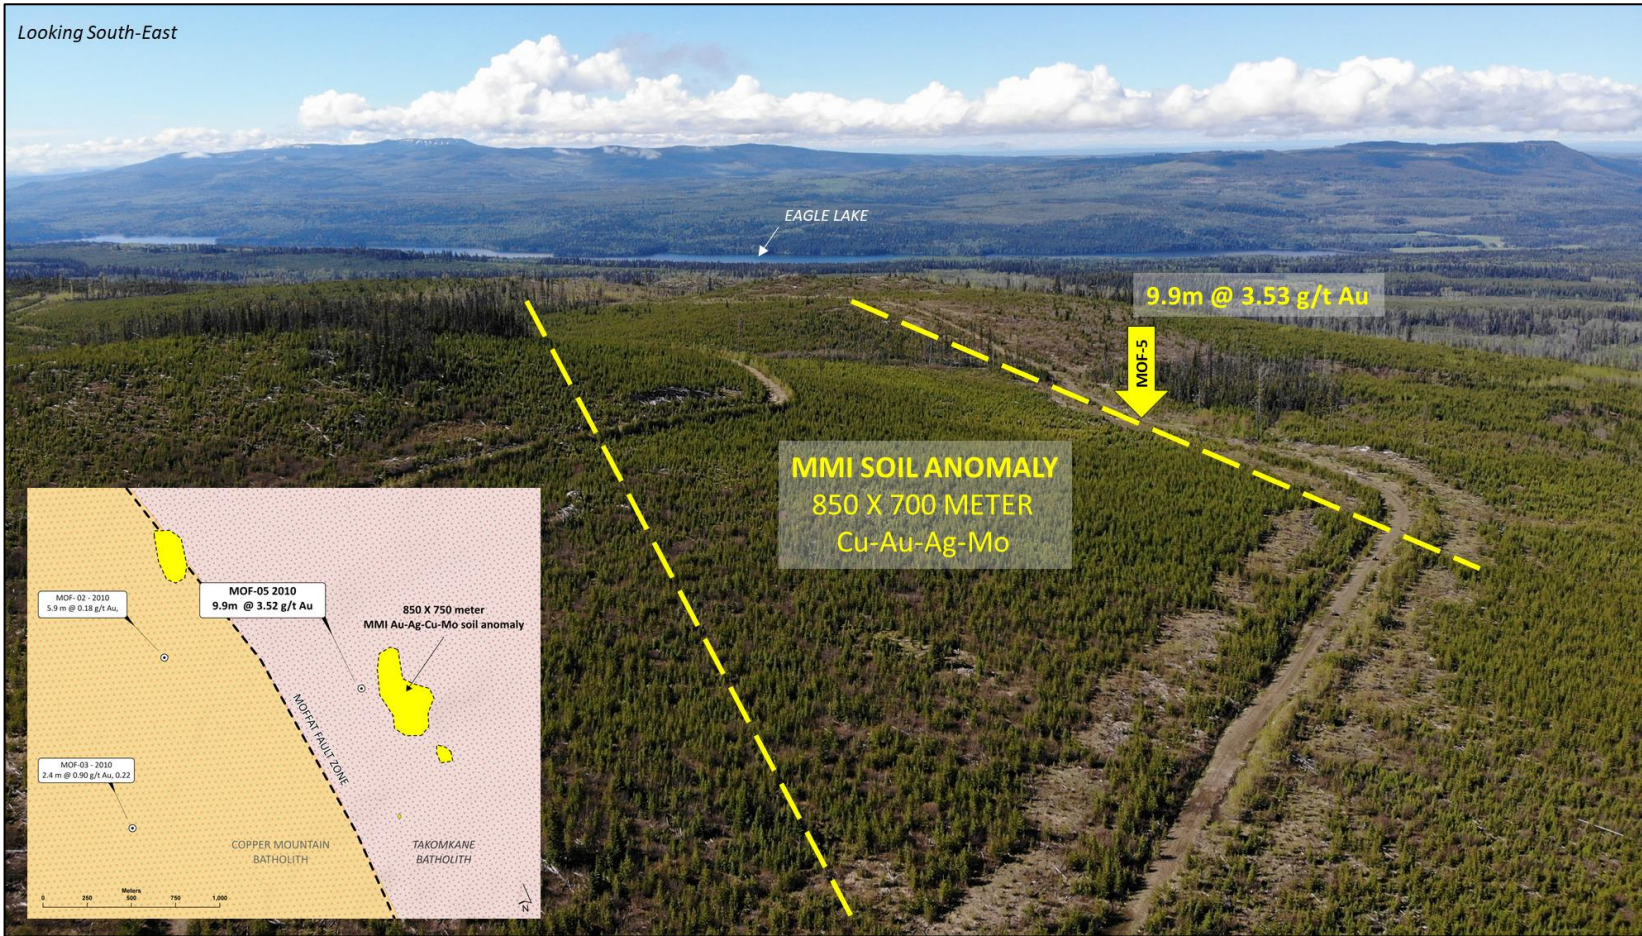 Looking South-East
EAGLE LAKE
9.9m @ 3.53 g/t Au
MOF-5
MMI SOIL ANOMALY
850 X 700 METER
Cu-Au-Ag-Mo
MOF- 02 - 2010
5.9 m @ 0.18 g/t Au,
MOF-05 2010
9.9m @ 3.52 g/t Au
850 X 750 meter
MMI Au-Ag-Cu-Mo soil anomaly
MOFFAT FAULT ZONE
MOF-03 - 2010
2.4 m @ 0.90 g/t Au, 0.22
COPPER MOUNTAIN
BATHOLITH
TAKOMKANE
BATHOLITH
Meters
0 250 500 750 1,000
N